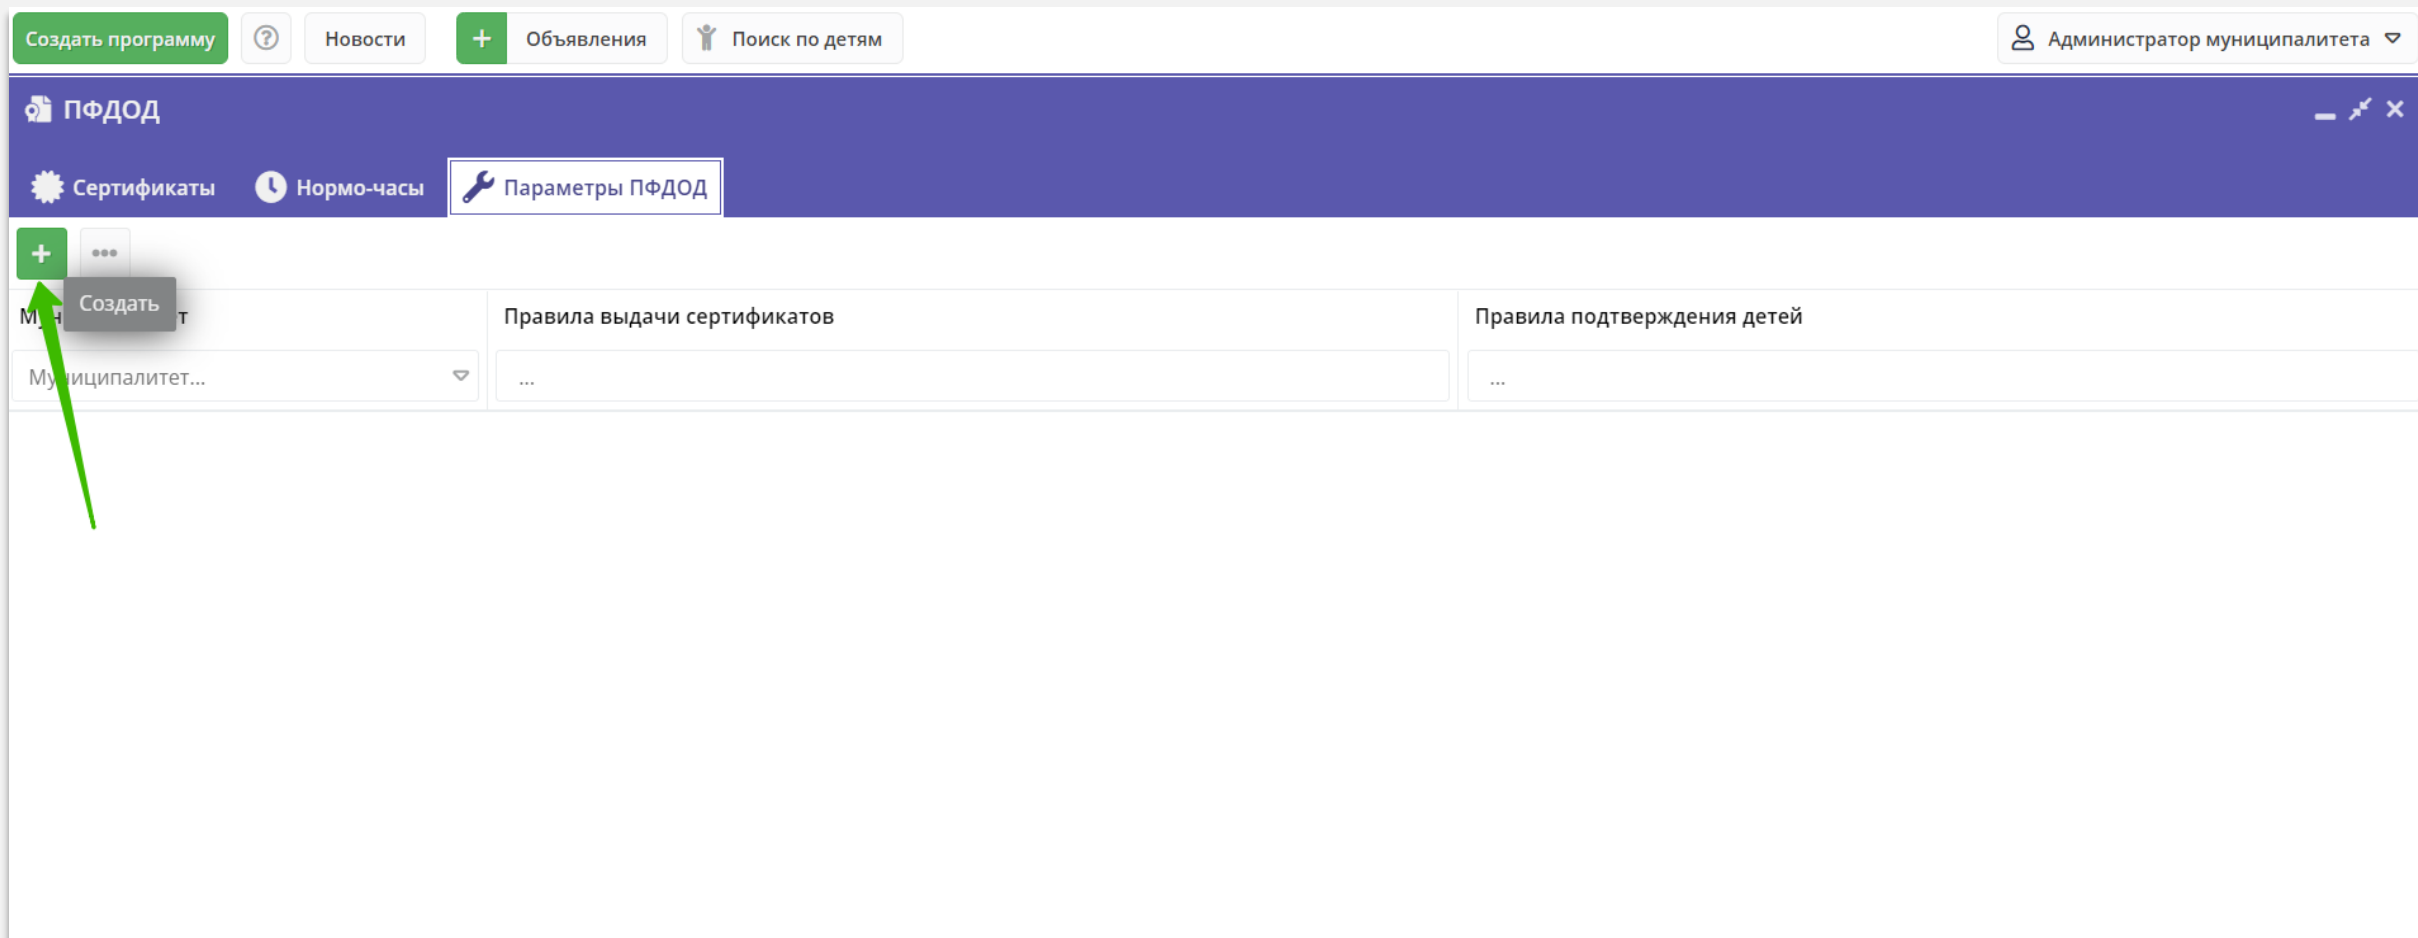 Создать программу
Новости
Объявления
Поиск по детям
Администратор муниципалитета
ПФДОД
Сертификаты
Нормо-часы
Параметры ПФДОД
Создать
Правила выдачи сертификатов
Правила подтверждения детей
Муниципалитет...
...
...